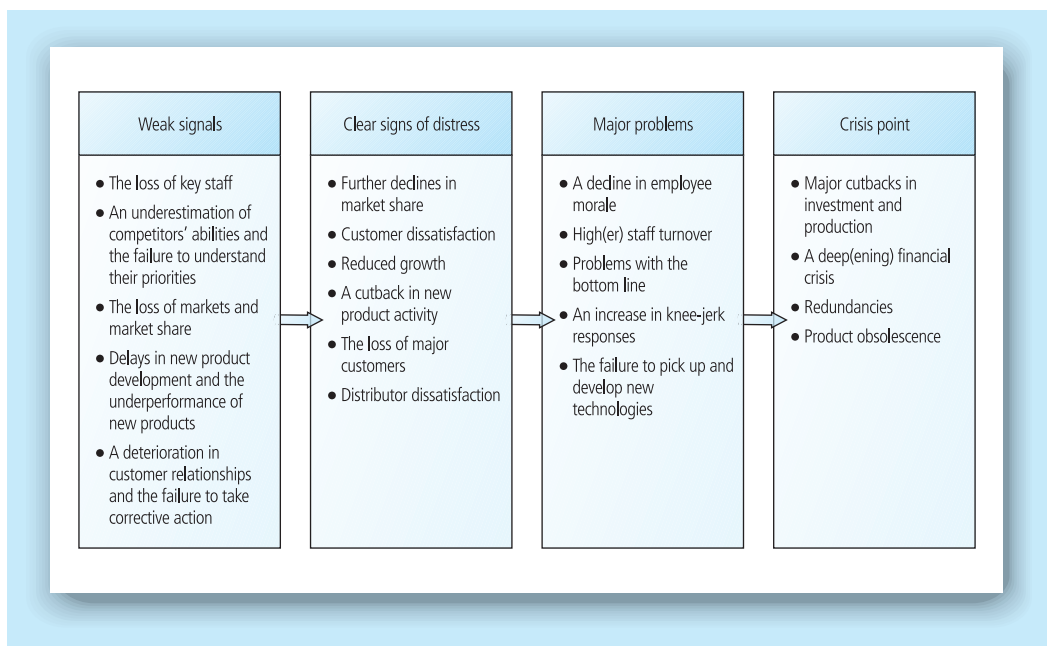 Weak signals
• The loss of key staff
• An underestimation of
competitors' abilities and
the failure to understand
their priorities
• The loss of markets and
market share
• Delays in new product
development and the
underperformance of
new products
• A deterioration in
customer relationships
and the failure to take
corrective action
Clear signs of distress
• Further declines in
market share
• Customer dissatisfaction
• Reduced growth
• A cutback in new
product activity
• The loss of major
customers
• Distributor dissatisfaction
Major problems
• A decline in employee
morale
• High(er) staff turnover
• Problems with the
bottom line
• An increase in knee-jerk
responses
• The failure to pick up and
develop new
technologies
Crisis point
• Major cutbacks in
investment and
production
• A deep(ening) financial
crisis
• Redundancies
• Product obsolescence